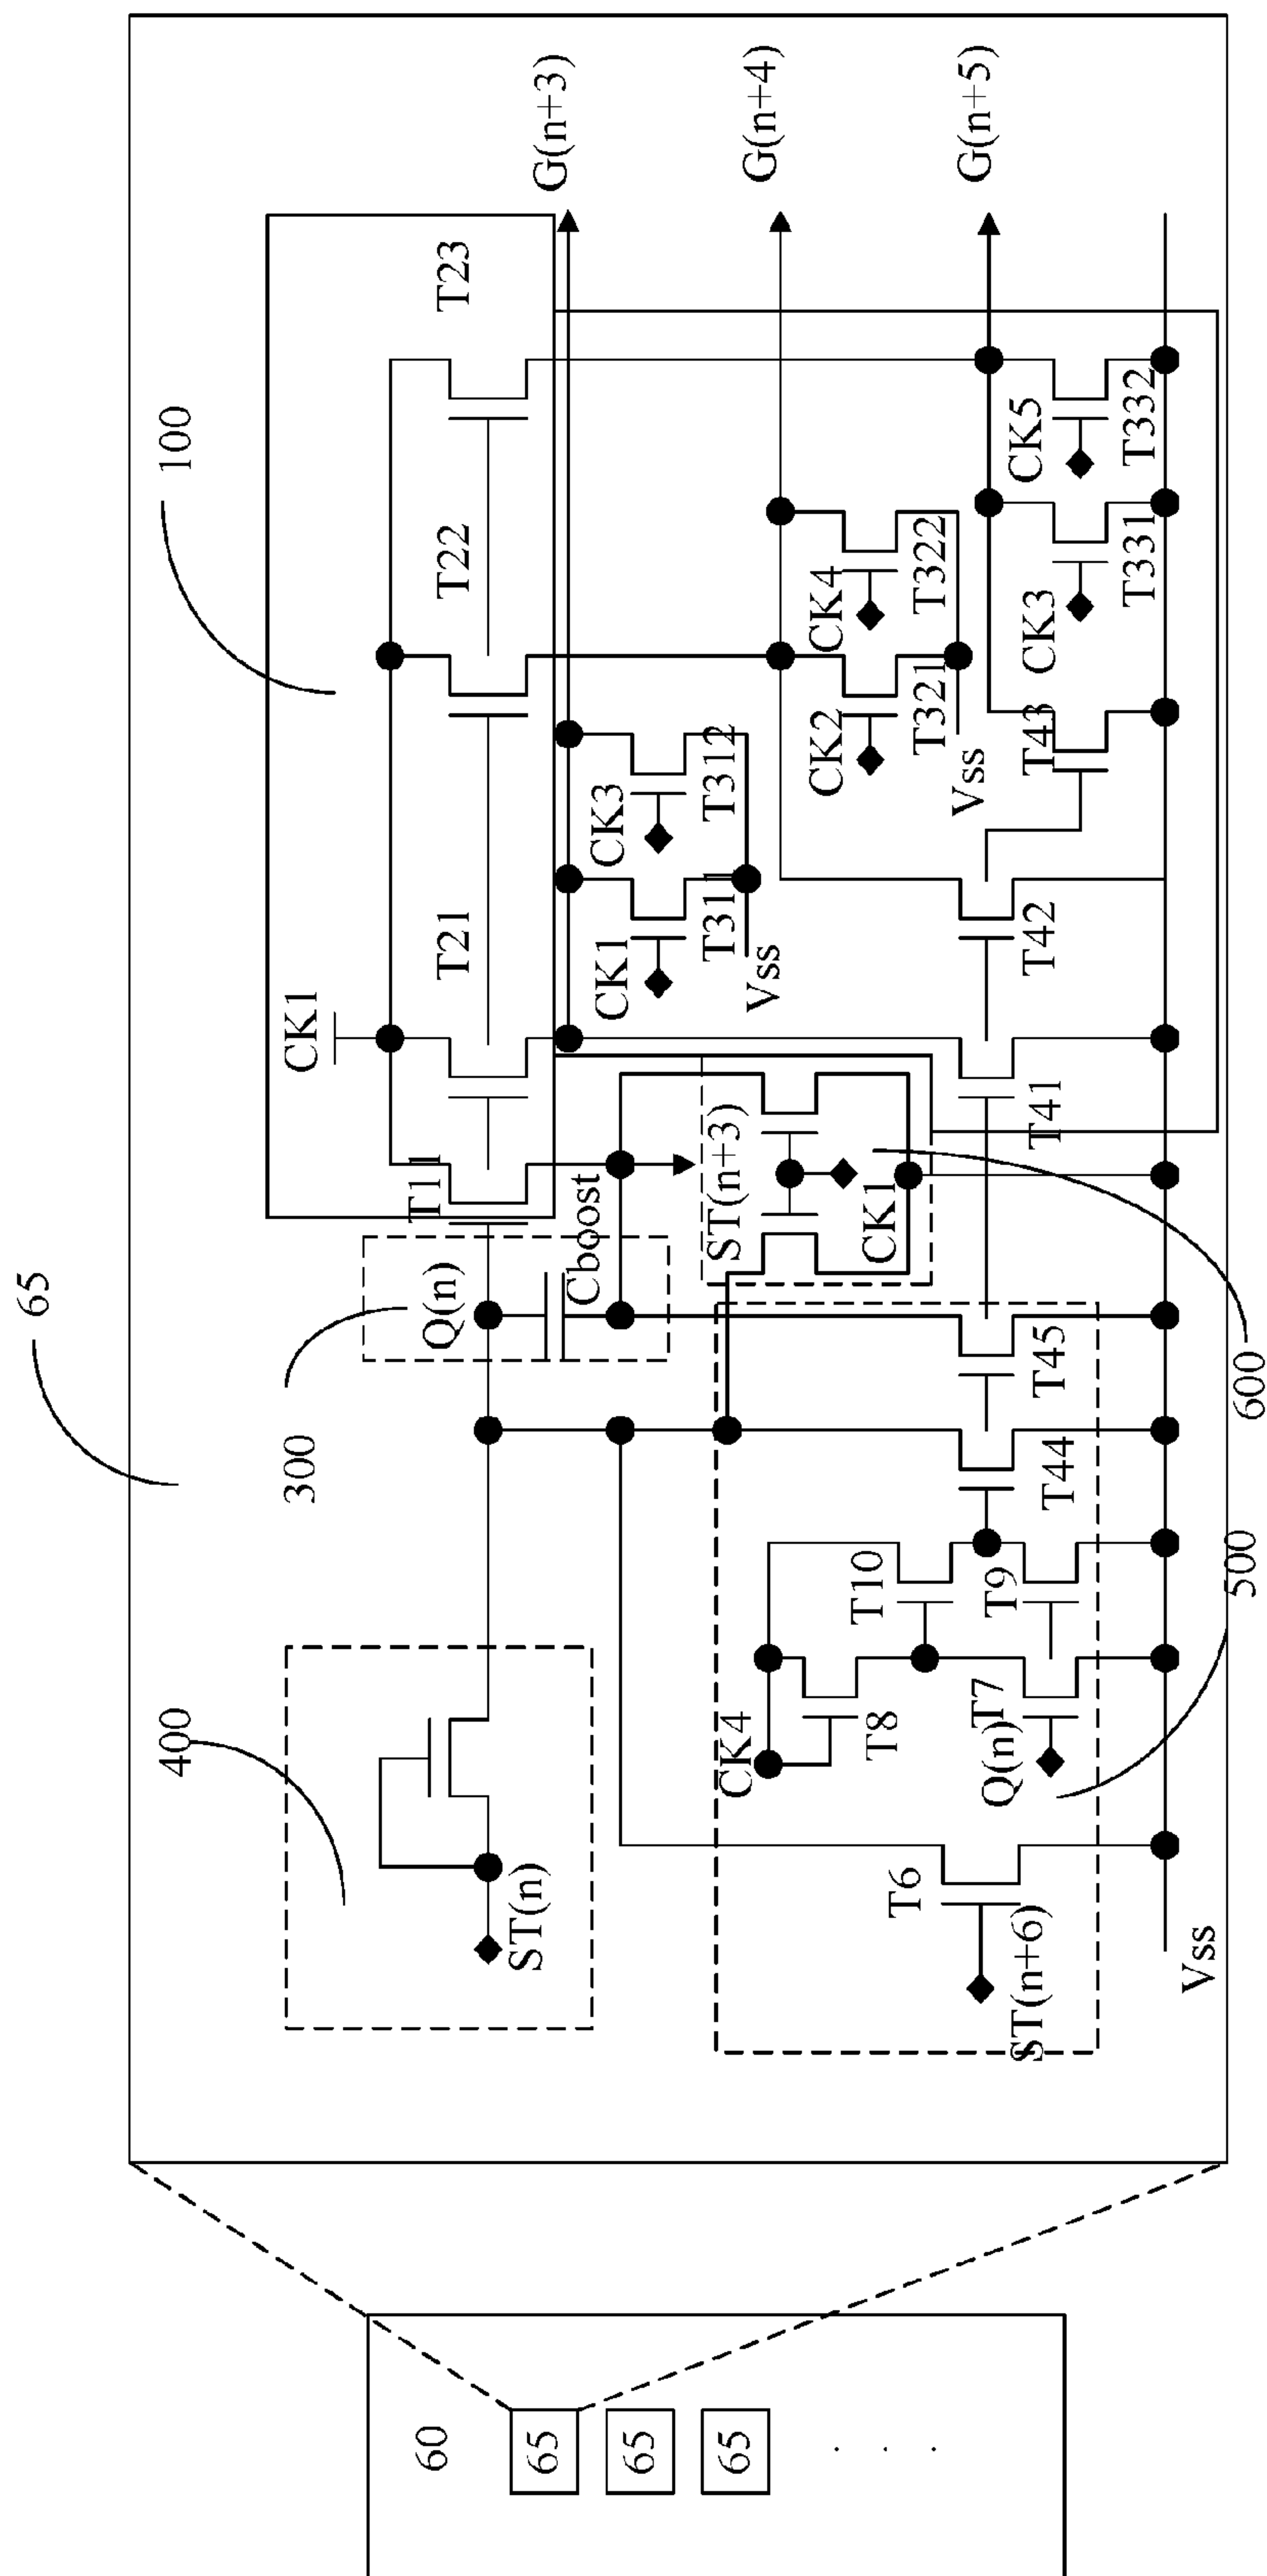 60
65
65
65
65
400
ST(n)
300
Q(n)
Cboost
100
CK1
T11
T21
T22
T23
G(n+3)
G(n+4)
G(n+5)
CK1
T311
CK3
T312
Vss
CK2
T321
CK4
T322
Vss
T43
CK3
T331
CK5
T332
ST(n+3)
CK1
600
T41
T42
CK4
T8
T10
Q(n)
T7
T9
T44
T45
T6
ST(n+6)
500
Vss